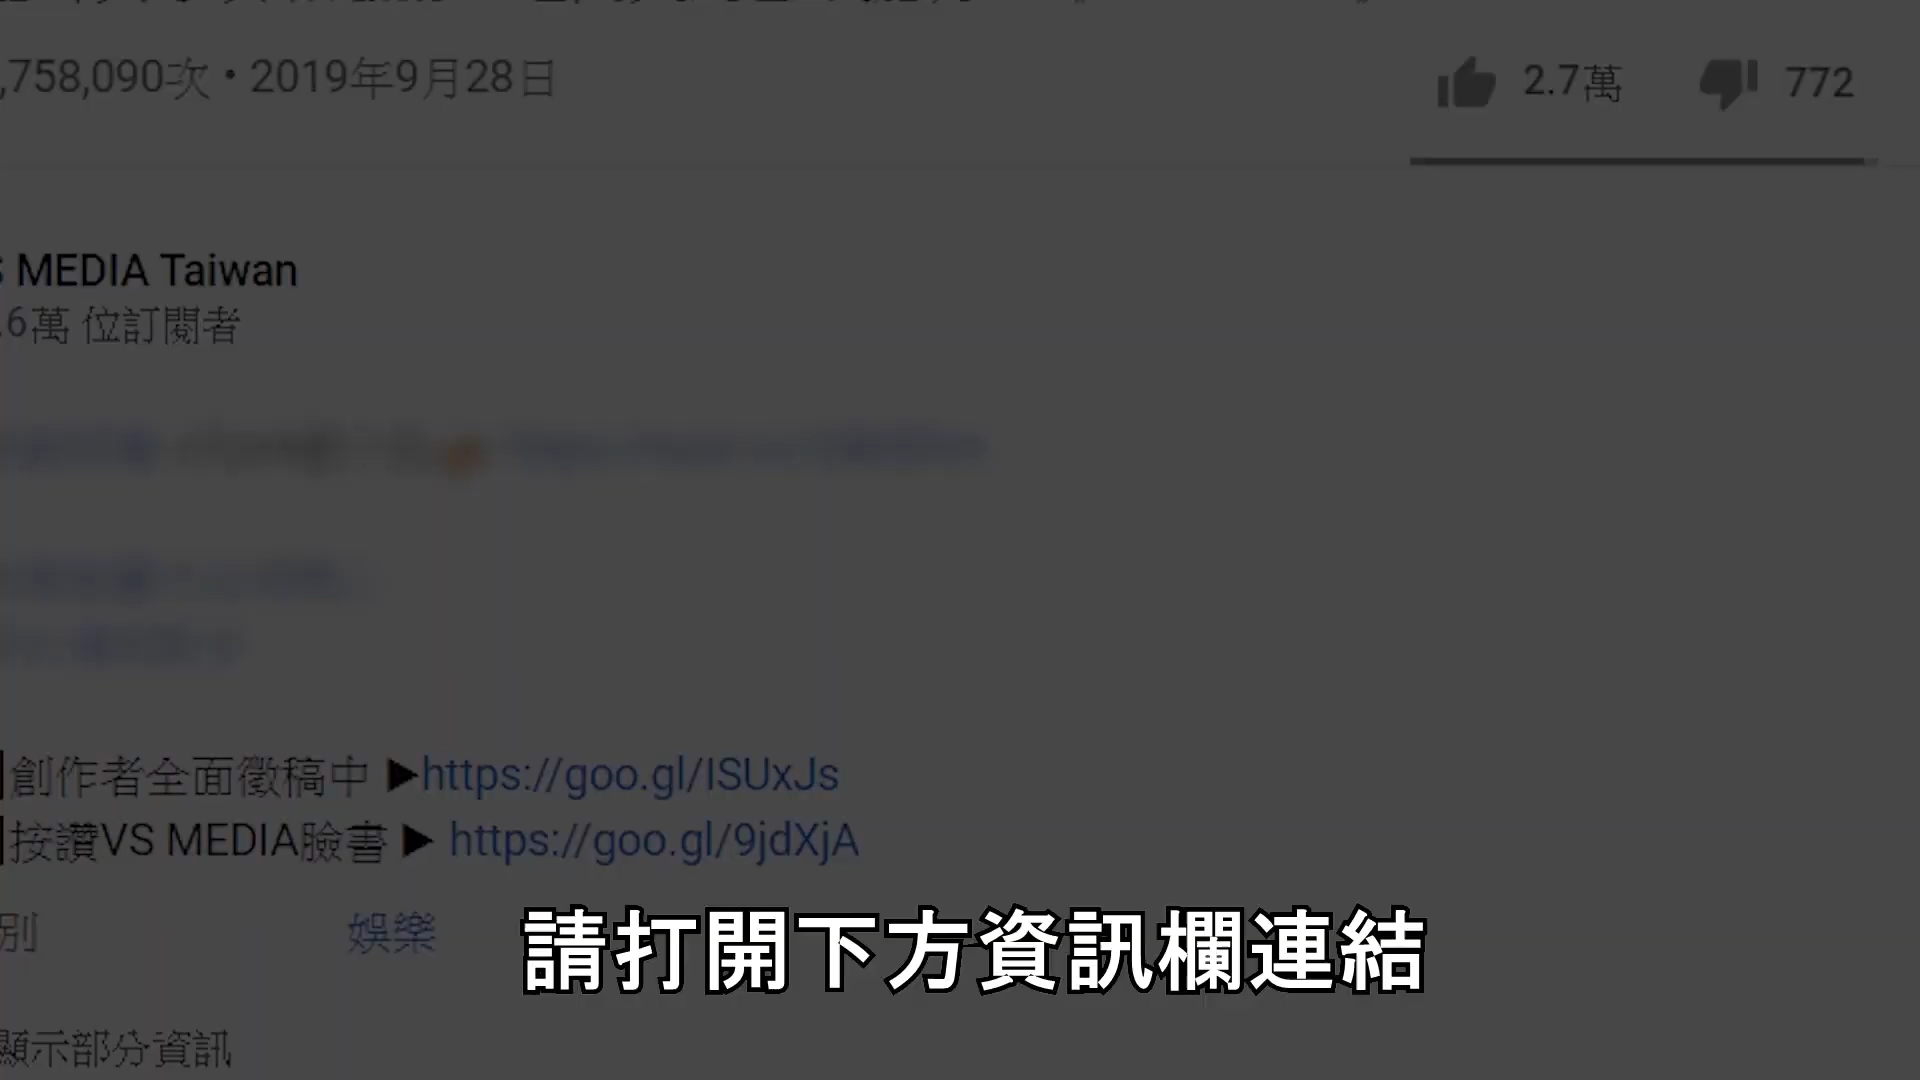 ,758,090次 • 2019年9月28日
2.7萬 772
MEDIA Taiwan
.6萬 位訂閱者
創作者全面徵稿中 ▶https://goo.gl/ISUxJs
按讚VS MEDIA臉書 ▶ https://goo.gl/9jdXjA
別 娛樂
請打開下方資訊欄連結
顯示部分資訊